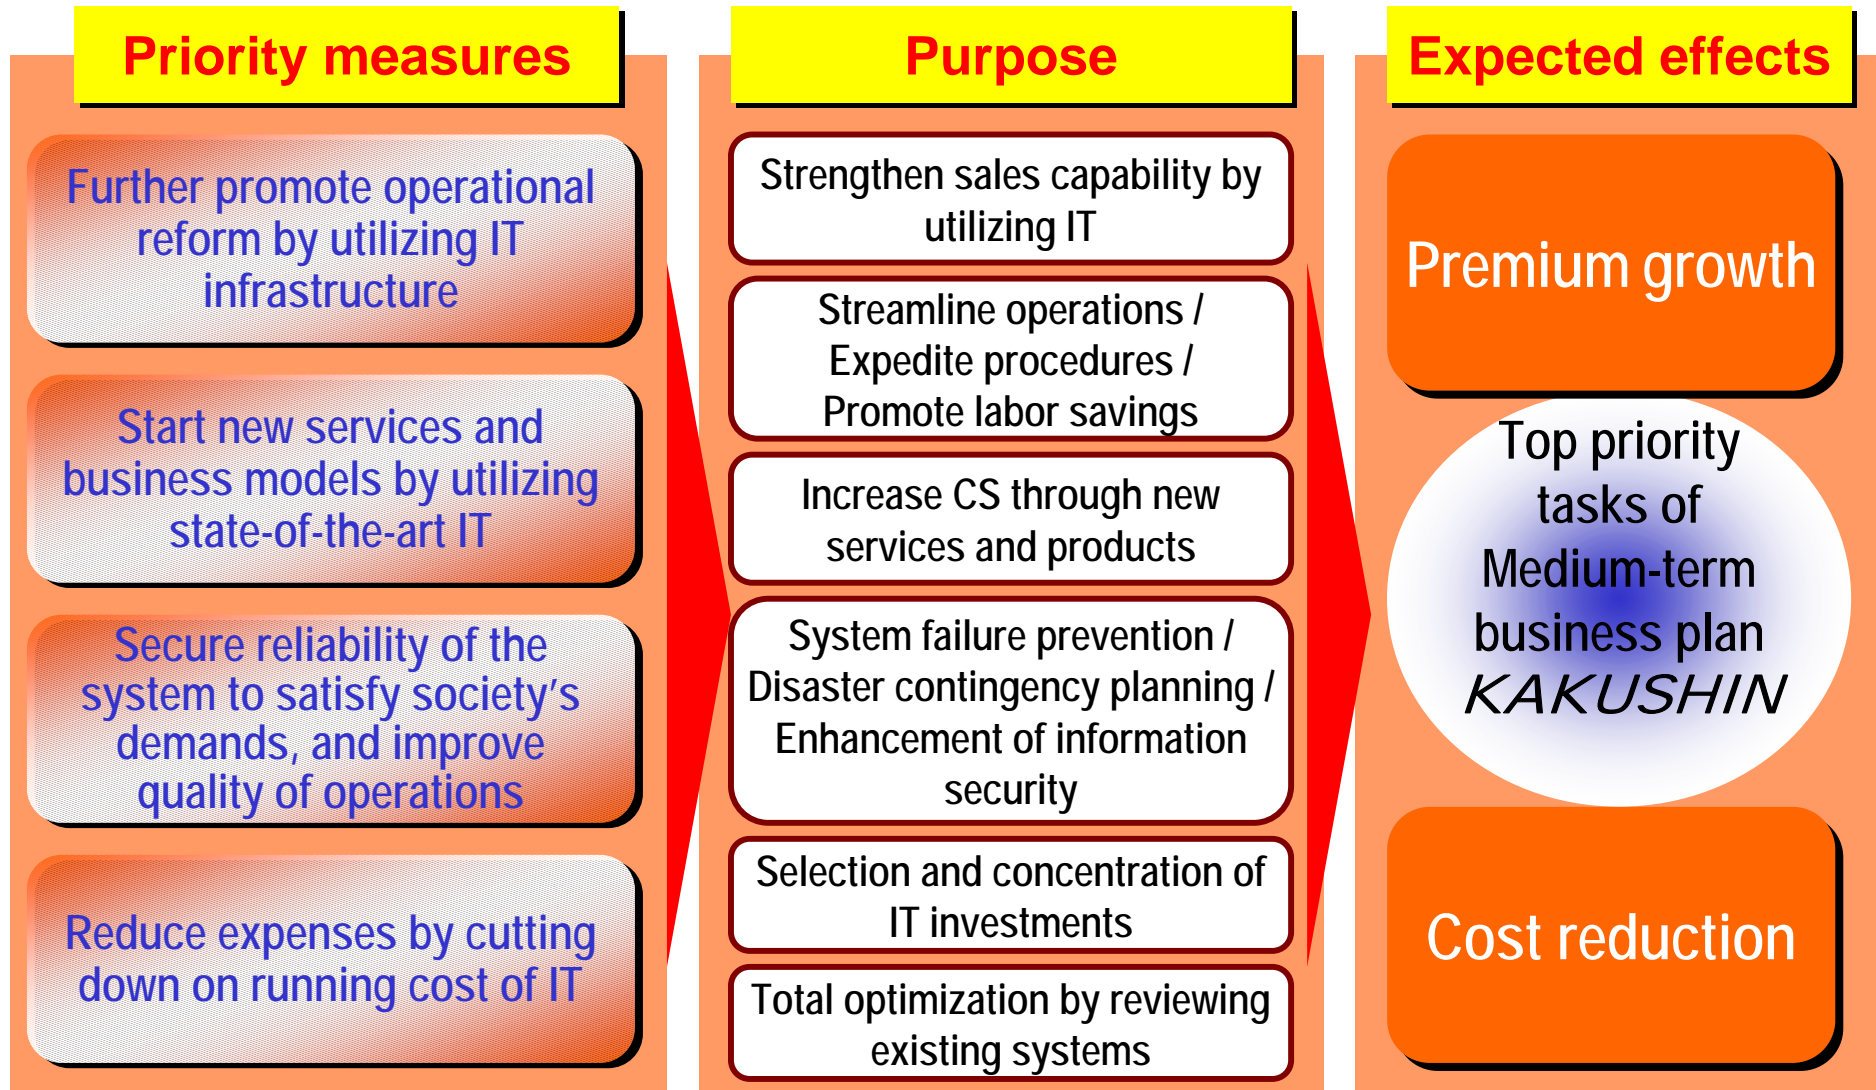 Priority measures
Further promote operational
reform by utilizing IT
infrastructure
Start new services and
business models by utilizing
state-of-the-art IT
Secure reliability of the
system to satisfy society’s
demands, and improve
quality of operations
Reduce expenses by cutting
down on running cost of IT
Purpose
Strengthen sales capability by
utilizing IT
Streamline operations /
Expedite procedures /
Promote labor savings
Increase CS through new
services and products
System failure prevention /
Disaster contingency planning /
Enhancement of information
security
Selection and concentration of
IT investments
Total optimization by reviewing
existing systems
Expected effects
Premium growth
Top priority
tasks of
Medium-term
business plan
KAKUSHIN
Cost reduction